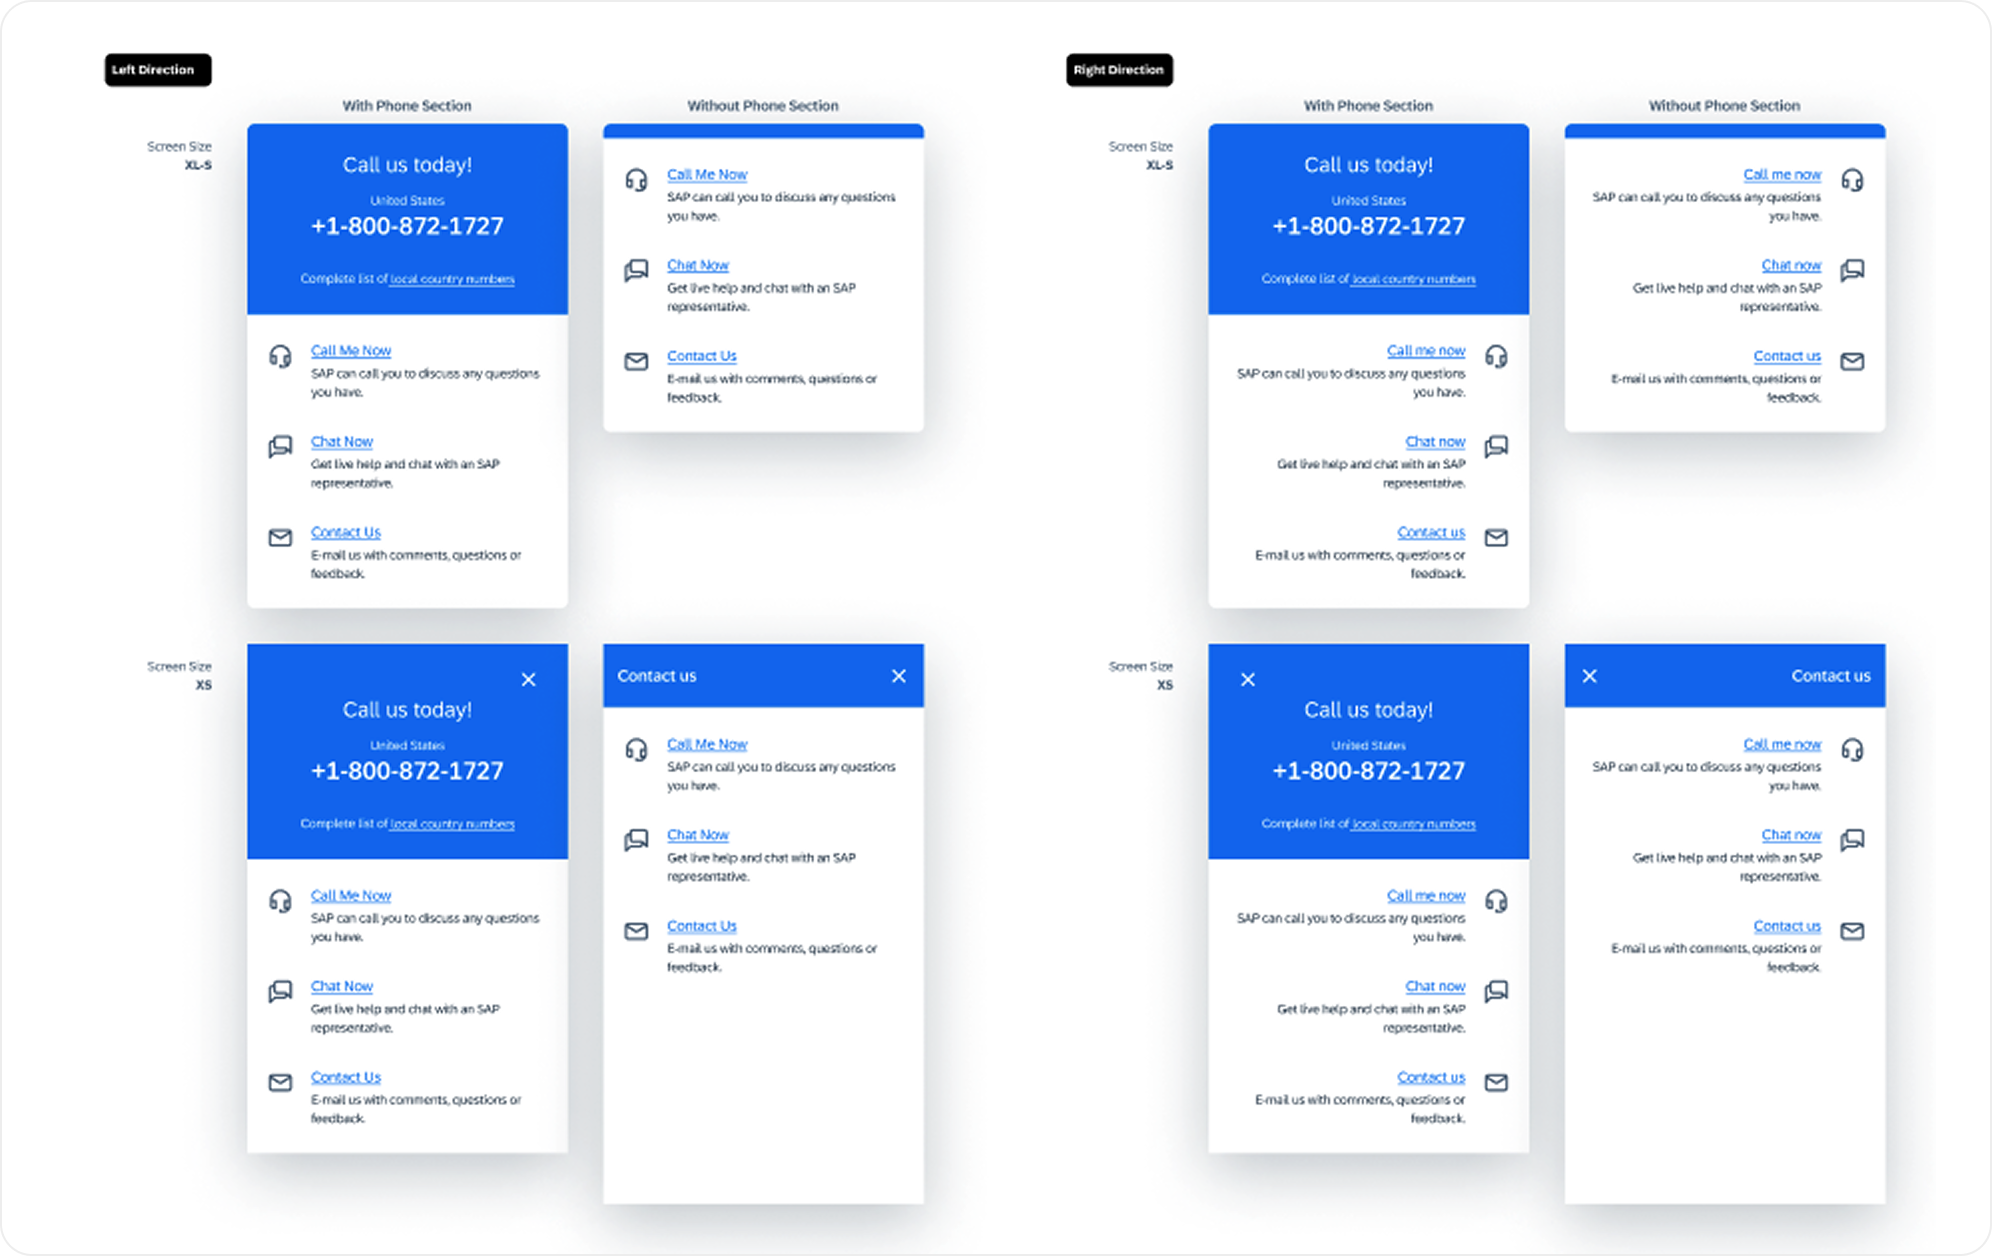 Left Direction
With Phone Section
Without Phone Section
Screen Size
XL-S
Call us today!
United States
+1-800-872-1727
Complete list of local country numbers
Call Me Now
SAP can call you to discuss any questions
you have.
Chat Now
Get live help and chat with an SAP
representative.
Contact Us
E-mail us with comments, questions or
feedback.
Call Me Now
SAP can call you to discuss any questions
you have.
Chat Now
Get live help and chat with an SAP
representative.
Contact Us
E-mail us with comments, questions or
feedback.
Screen Size
XS
Call us today!
United States
+1-800-872-1727
Complete list of local country numbers
Call Me Now
SAP can call you to discuss any questions
you have.
Chat Now
Get live help and chat with an SAP
representative.
Contact Us
E-mail us with comments, questions or
feedback.
Contact us
Call Me Now
SAP can call you to discuss any questions
you have.
Chat Now
Get live help and chat with an SAP
representative.
Contact Us
E-mail us with comments, questions or
feedback.
Right Direction
With Phone Section
Without Phone Section
Screen Size
XL-S
Call us today!
United States
+1-800-872-1727
Complete list of local country numbers
Call me now
SAP can call you to discuss any questions
you have.
Chat now
Get live help and chat with an SAP
representative.
Contact us
E-mail us with comments, questions or
feedback.
Call me now
SAP can call you to discuss any questions
you have.
Chat now
Get live help and chat with an SAP
representative.
Contact us
E-mail us with comments, questions or
feedback.
Screen Size
XS
Call us today!
United States
+1-800-872-1727
Complete list of local country numbers
Call me now
SAP can call you to discuss any questions
you have.
Chat now
Get live help and chat with an SAP
representative.
Contact us
E-mail us with comments, questions or
feedback.
Contact us
Call me now
SAP can call you to discuss any questions
you have.
Chat now
Get live help and chat with an SAP
representative.
Contact us
E-mail us with comments, questions or
feedback.